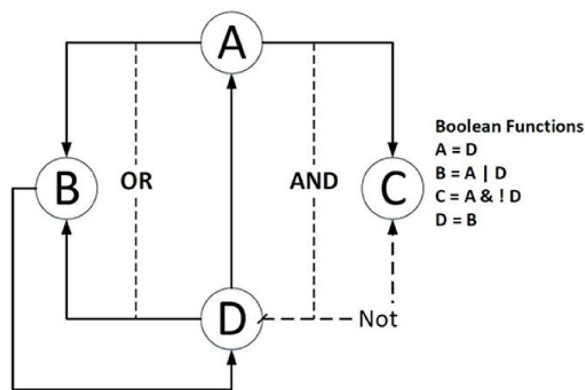 A
B
OR
AND
C
D
Not
Boolean Functions
A = D
B = A | D
C = A & ! D
D = B